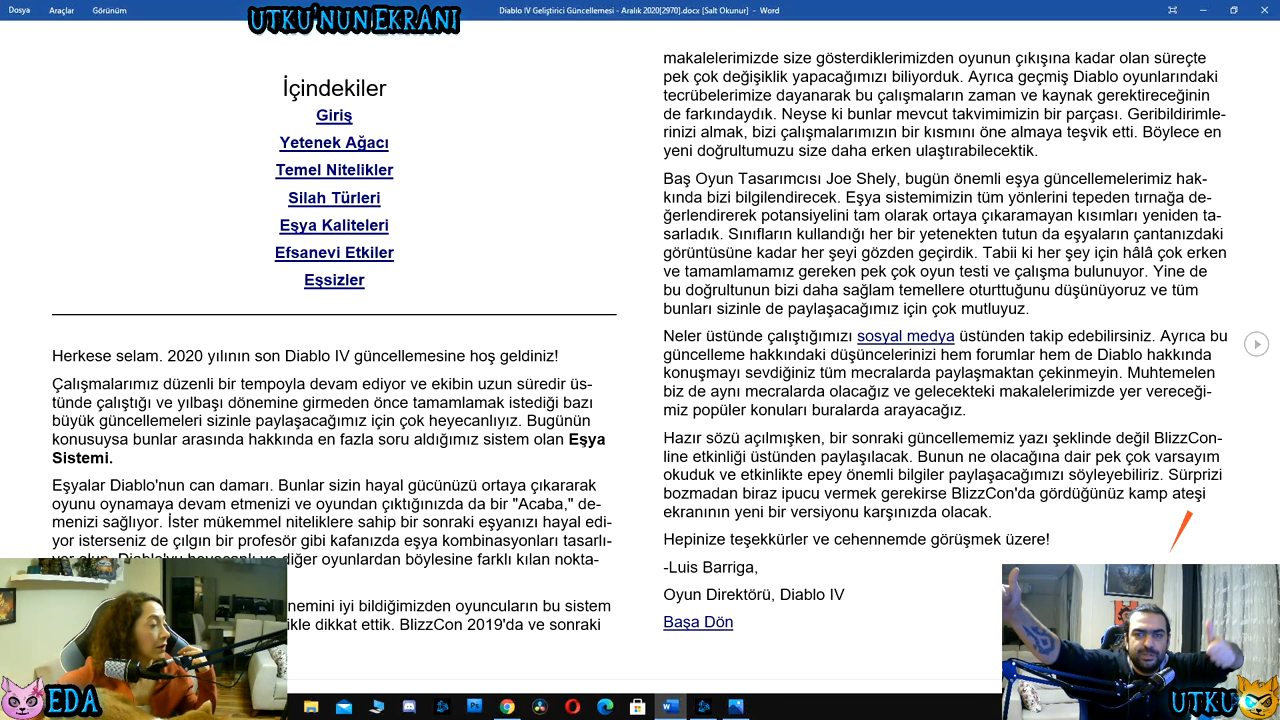 Dosya Araçlar Görünüm
UTKU'NUN EKRANI
Diablo IV Geliştirici Güncellemesi - Aralık 2020[2970].docx [Salt Okunur] - Word
İçindekiler
Giriş
Yetenek Ağacı
Temel Nitelikler
Silah Türleri
Eşya Kaliteleri
Efsanevi Etkiler
Eşsizler
Herkese selam. 2020 yılının son Diablo IV güncellemesine hoş geldiniz!
Çalışmalarımız düzenli bir tempoyla devam ediyor ve ekibin uzun süredir üs-
tünde çalıştığı ve yılbaşı dönemine girmeden önce tamamlamak istediği bazı
büyük güncellemeleri sizinle paylaşacağımız için çok heyecanlıyız. Bugünün
konusuysa bunlar arasında hakkında en fazla soru aldığımız sistem olan Eşya
Sistemi.
Eşyalar Diablo'nun can damarı. Bunlar sizin hayal gücünüzü ortaya çıkararak
oyunu oynamaya devam etmenizi ve oyundan çıktığınızda da bir "Acaba," de-
menizi sağlıyor. İster mükemmel niteliklere sahip bir sonraki eşyanızı hayal edi-
yor isterseniz de çılgın bir profesör gibi kafanızda eşya kombinasyonları tasarlı-
yor olun, Diablo'yu heyecanlı ve diğer oyunlardan böylesine farklı kılan nokta-
nemini iyi bildiğimizden oyuncuların bu sistem
ikle dikkat ettik. BlizzCon 2019'da ve sonraki
makalelerimizde size gösterdiklerimizden oyunun çıkışına kadar olan süreçte
pek çok değişiklik yapacağımızı biliyorduk. Ayrıca geçmiş Diablo oyunlarındaki
tecrübelerimize dayanarak bu çalışmaların zaman ve kaynak gerektireceğinin
de farkındaydık. Neyse ki bunlar mevcut takvimimizin bir parçası. Geribildirimle-
rinizi almak, bizi çalışmalarımızın bir kısmını öne almaya teşvik etti. Böylece en
yeni doğrultumuzu size daha erken ulaştırabilecektik.
Baş Oyun Tasarımcısı Joe Shely, bugün önemli eşya güncellemelerimiz hak-
kında bizi bilgilendirecek. Eşya sistemimizin tüm yönlerini tepeden tırnağa de-
ğerlendirerek potansiyelini tam olarak ortaya çıkaramayan kısımları yeniden ta-
sarladık. Sınıfların kullandığı her bir yetenekten tutun da eşyaların çantanızdaki
görüntüsüne kadar her şeyi gözden geçirdik. Tabii ki her şey için hâlâ çok erken
ve tamamlamamız gereken pek çok oyun testi ve çalışma bulunuyor. Yine de
bu doğrultunun bizi daha sağlam temellere oturttuğunu düşünüyoruz ve tüm
bunları sizinle de paylaşacağımız için çok mutluyuz.
Neler üstünde çalıştığımızı sosyal medya üstünden takip edebilirsiniz. Ayrıca bu
güncelleme hakkındaki düşüncelerinizi hem forumlar hem de Diablo hakkında
konuşmayı sevdiğiniz tüm mecralarda paylaşmaktan çekinmeyin. Muhtemelen
biz de aynı mecralarda olacağız ve gelecekteki makalelerimizde yer vereceği-
miz popüler konuları buralarda arayacağız.
Hazır sözü açılmışken, bir sonraki güncellememiz yazı şeklinde değil BlizzCon-
line etkinliği üstünden paylaşılacak. Bunun ne olacağına dair pek çok varsayım
okuduk ve etkinlikte epey önemli bilgiler paylaşacağımızı söyleyebiliriz. Sürprizi
bozmadan biraz ipucu vermek gerekirse BlizzCon'da gördüğünüz kamp ateşi
ekranının yeni bir versiyonu karşınızda olacak.
Hepinize teşekkürler ve cehennemde görüşmek üzere!
-Luis Barriga,
Oyun Direktörü, Diablo IV
Başa Dön
EDA
UTKU